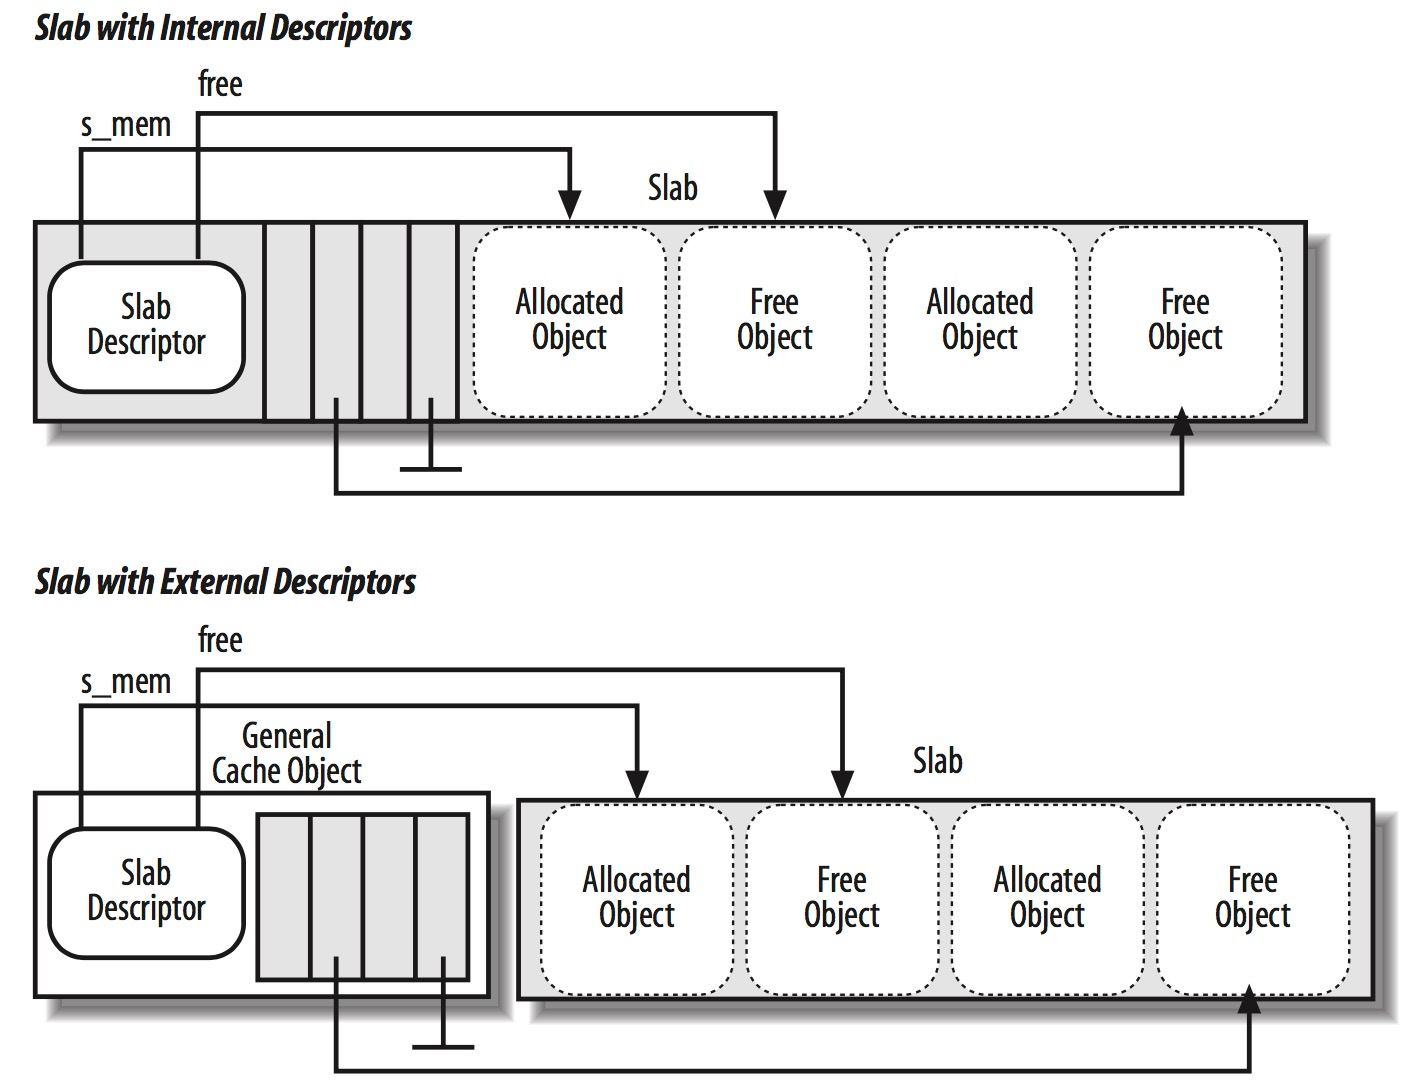 Slab with Internal Descriptors
free
s_mem
Slab
Slab
Descriptor
Allocated
Object
Free
Object
Allocated
Object
Free
Object
Slab with External Descriptors
free
s_mem
General
Cache Object
Slab
Slab
Descriptor
Allocated
Object
Free
Object
Allocated
Object
Free
Object